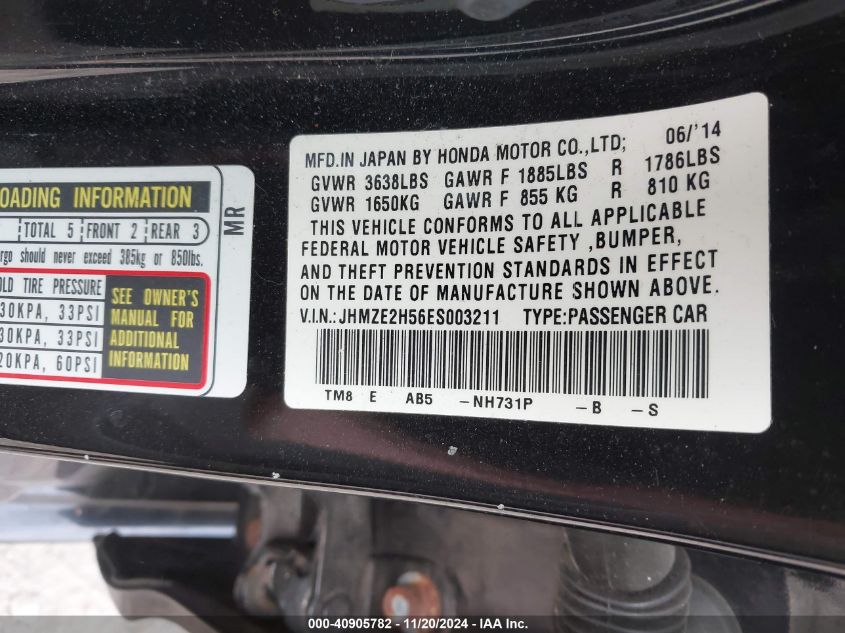 OADING INFORMATION
TOTAL 5 FRONT 2 REAR 3
rgo should never exceed 385kg or 850lbs.
OLD TIRE PRESSURE
30KPA, 33PSI
30KPA, 33PSI
20KPA, 60PSI
SEE OWNER'S
MANUAL FOR
ADDITIONAL
INFORMATION
MR
MFD.IN JAPAN BY HONDA MOTOR CO.,LTD; 06/'14
GVWR 3638LBS GAWR F 1885LBS R 1786LBS
GVWR 1650KG GAWR F 855 KG R 810 KG
THIS VEHICLE CONFORMS TO ALL APPLICABLE
FEDERAL MOTOR VEHICLE SAFETY ,BUMPER,
AND THEFT PREVENTION STANDARDS IN EFFECT
ON THE DATE OF MANUFACTURE SHOWN ABOVE.
V.I.N.:JHMZE2H56ES003211 TYPE:PASSENGER CAR
TM8 E AB5 -NH731P -B -S
000-40905782 - 11/20/2024 - IAA Inc.